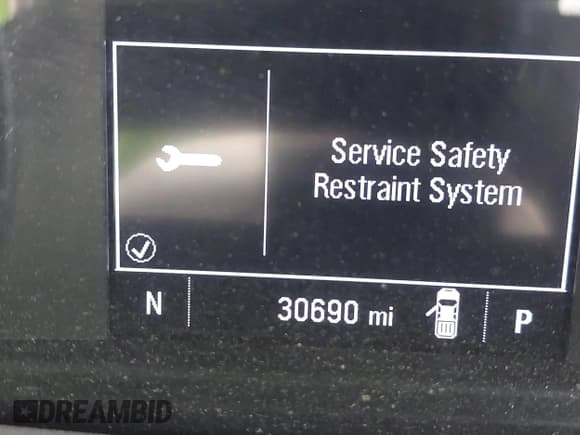 Service Safety
Restraint System
N 30690 mi P
DREAMBID